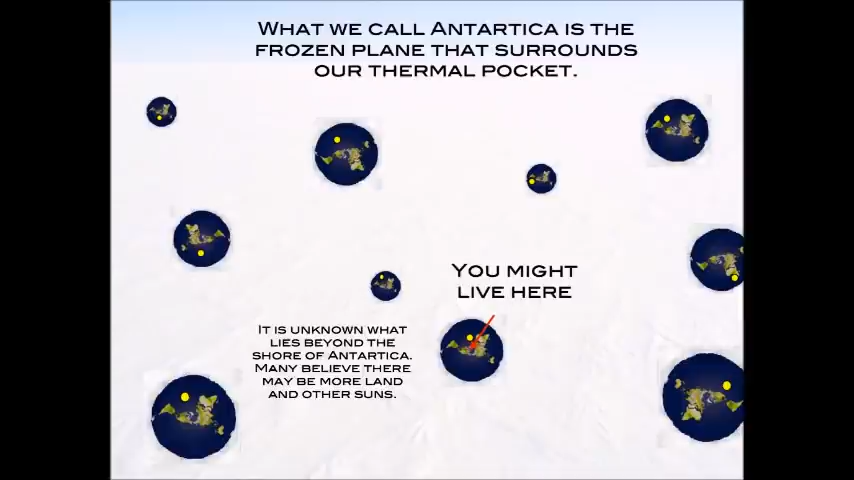 What we call Antartica is the
frozen plane that surrounds
our thermal pocket.
You might
live here
It is unknown what
lies beyond the
shore of Antartica.
Many believe there
may be more land
and other suns.